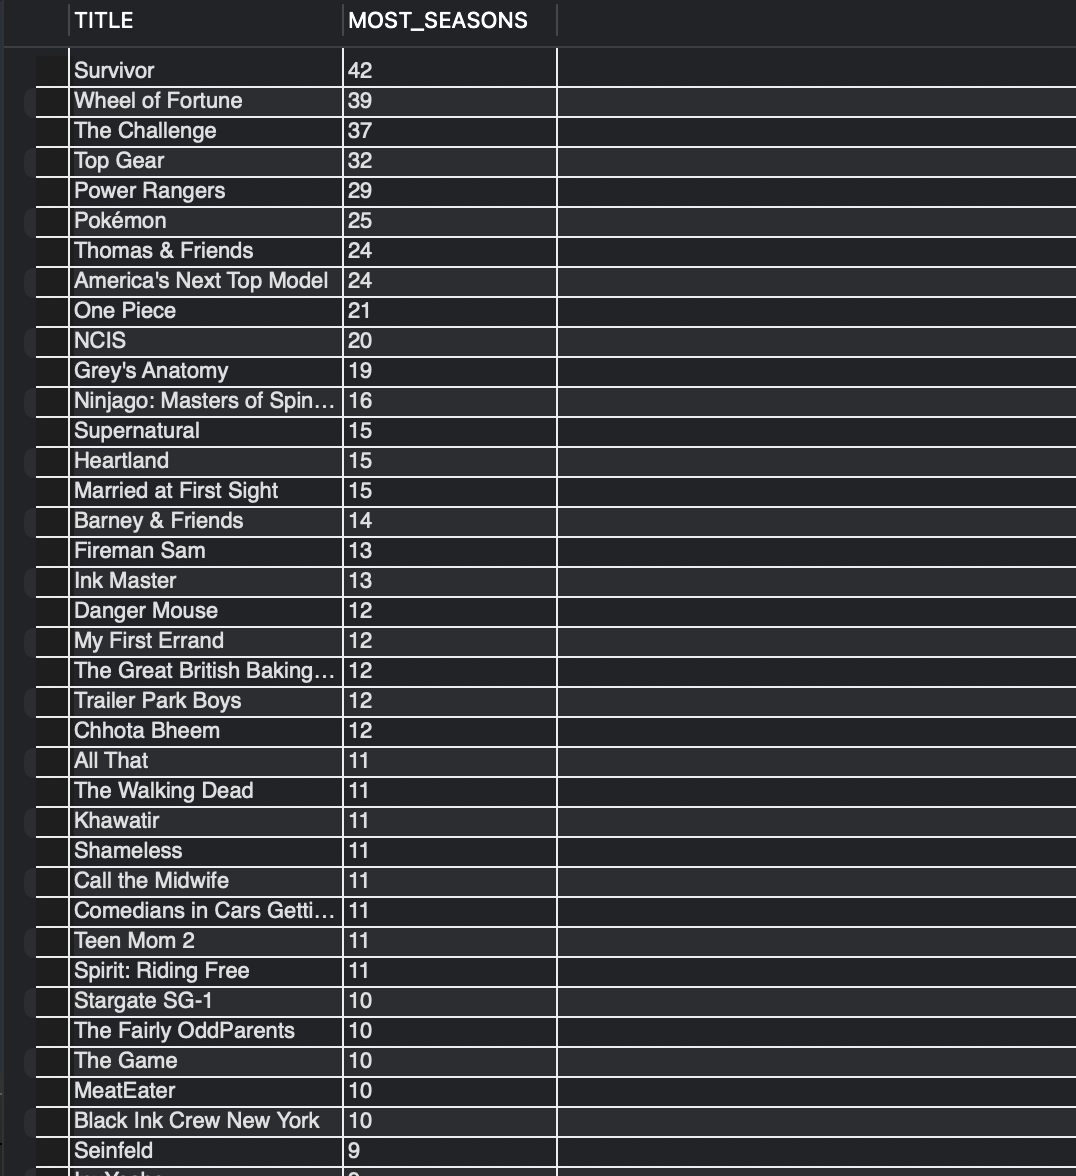 TITLE MOST_SEASONS
Survivor 42
Wheel of Fortune 39
The Challenge 37
Top Gear 32
Power Rangers 29
Pokémon 25
Thomas & Friends 24
America's Next Top Model 24
One Piece 21
NCIS 20
Grey's Anatomy 19
Ninjago: Masters of Spin... 16
Supernatural 15
Heartland 15
Married at First Sight 15
Barney & Friends 14
Fireman Sam 13
Ink Master 13
Danger Mouse 12
My First Errand 12
The Great British Baking... 12
Trailer Park Boys 12
Chhota Bheem 12
All That 11
The Walking Dead 11
Khawatir 11
Shameless 11
Call the Midwife 11
Comedians in Cars Getti... 11
Teen Mom 2 11
Spirit: Riding Free 11
Stargate SG-1 10
The Fairly OddParents 10
The Game 10
MeatEater 10
Black Ink Crew New York 10
Seinfeld 9